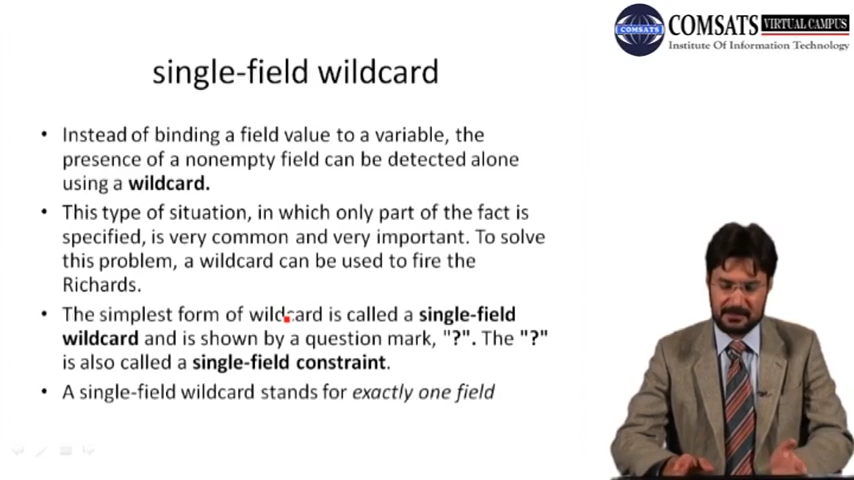 COMSATS VIRTUAL CAMPUS
COMSATS
Institute Of Information Technology
single-field wildcard
• Instead of binding a field value to a variable, the
presence of a nonempty field can be detected alone
using a wildcard.
• This type of situation, in which only part of the fact is
specified, is very common and very important. To solve
this problem, a wildcard can be used to fire the
Richards.
• The simplest form of wildcard is called a single-field
wildcard and is shown by a question mark, "?". The "?"
is also called a single-field constraint.
• A single-field wildcard stands for exactly one field